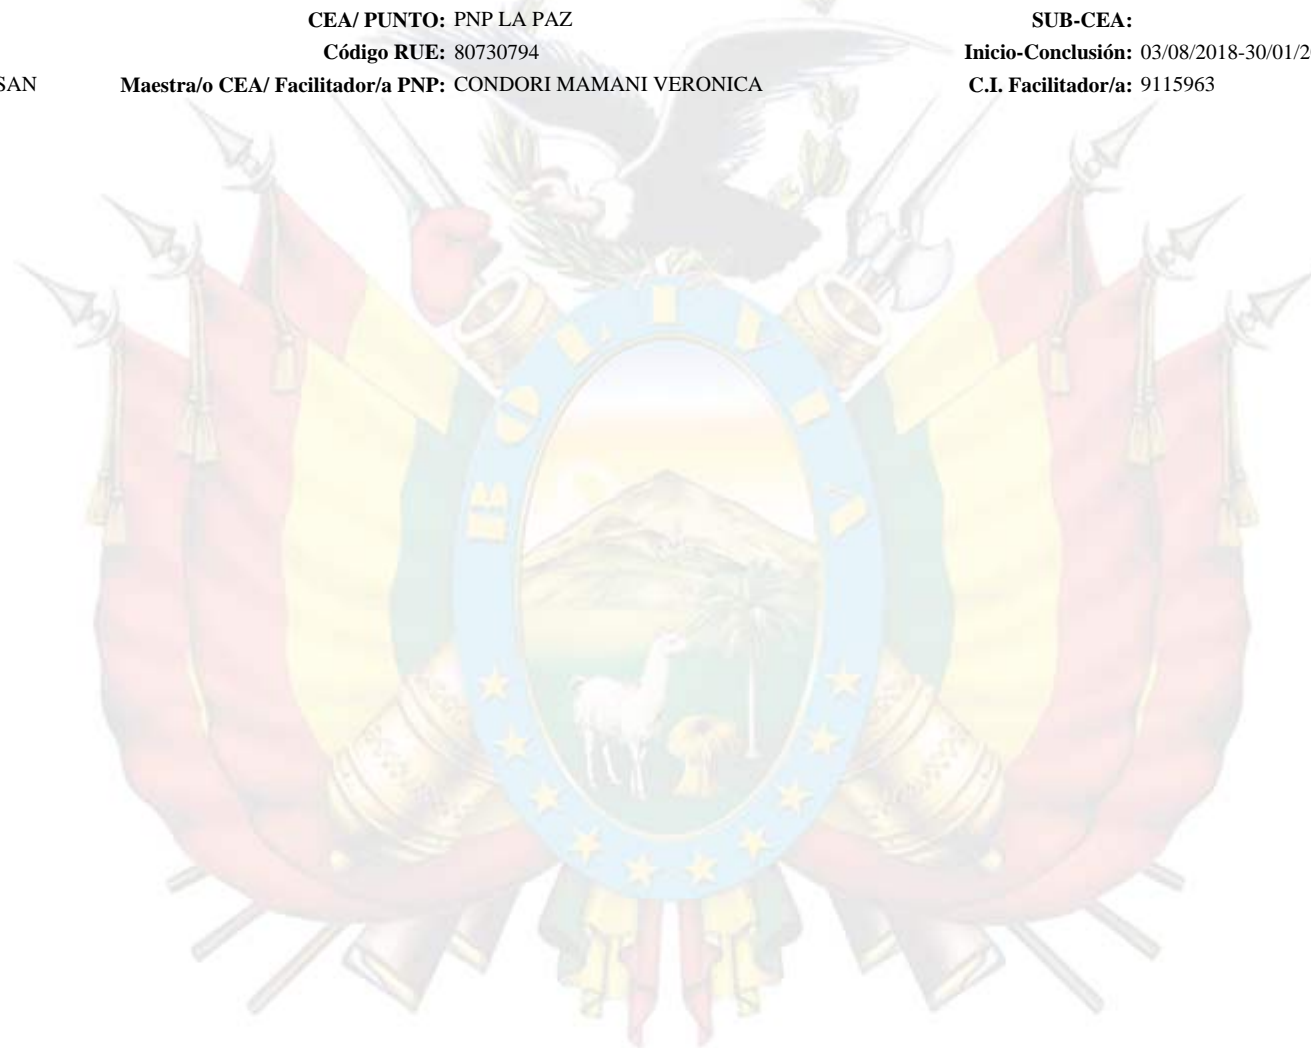 CEA/ PUNTO: PNP LA PAZ SUB-CEA:
Código RUE: 80730794 Inicio-Conclusión: 03/08/2018-30/01/2
SAN Maestra/o CEA/ Facilitador/a PNP: CONDORI MAMANI VERONICA C.I. Facilitador/a: 9115963
BOLIVIA